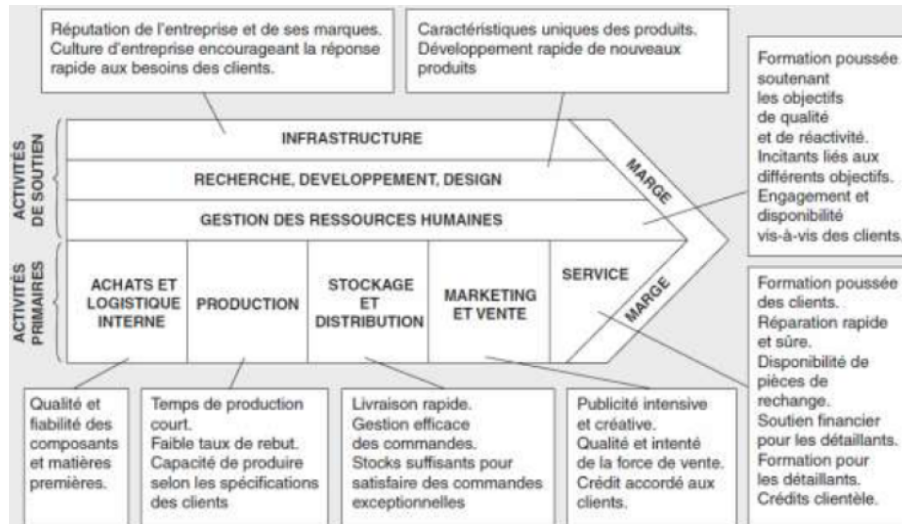 Réputation de l'entreprise et de ses marques.
Culture d'entreprise encourageant la réponse
rapide aux besoins des clients.
Caractéristiques uniques des produits.
Développement rapide de nouveaux
produits
Formation poussée
soutenant
les objectifs
de qualité
et de réactivité.
Incitants liés aux
différents objectifs.
Engagement et
disponibilité
vis-à-vis des clients.
ACTIVITÉS
DE SOUTIEN
INFRASTRUCTURE
RECHERCHE, DEVELOPPEMENT, DESIGN
GESTION DES RESSOURCES HUMAINES
MARGE
ACTIVITÉS
PRIMAIRES
ACHATS ET
LOGISTIQUE
INTERNE
PRODUCTION
STOCKAGE
ET
DISTRIBUTION
MARKETING
ET VENTE
SERVICE
MARGE
Qualité et
fiabilité des
composants
et matières
premières.
Temps de production
court.
Faible taux de rebut.
Capacité de produire
selon les spécifications
des clients
Livraison rapide.
Gestion efficace
des commandes.
Stocks suffisants pour
satisfaire des commandes
exceptionnelles
Publicité intensive
et créative.
Qualité et intenté
de la force de vente.
Crédit accordé aux
clients.
Formation poussée
des clients.
Réparation rapide
et sûre.
Disponibilité de
pièces de
rechange.
Soutien financier
pour les détaillants.
Formation pour
les détaillants.
Crédits clientèle.